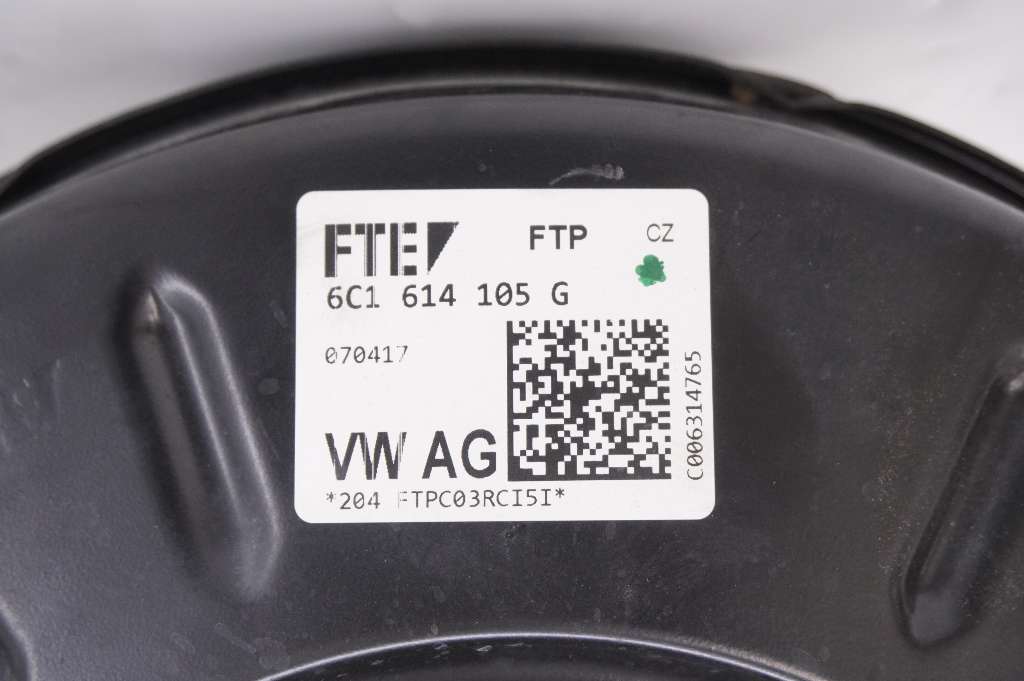 FTE FTP CZ
6C1 614 105 G
070417
VW AG
*204 FTPC03RCI5I*
C006314765